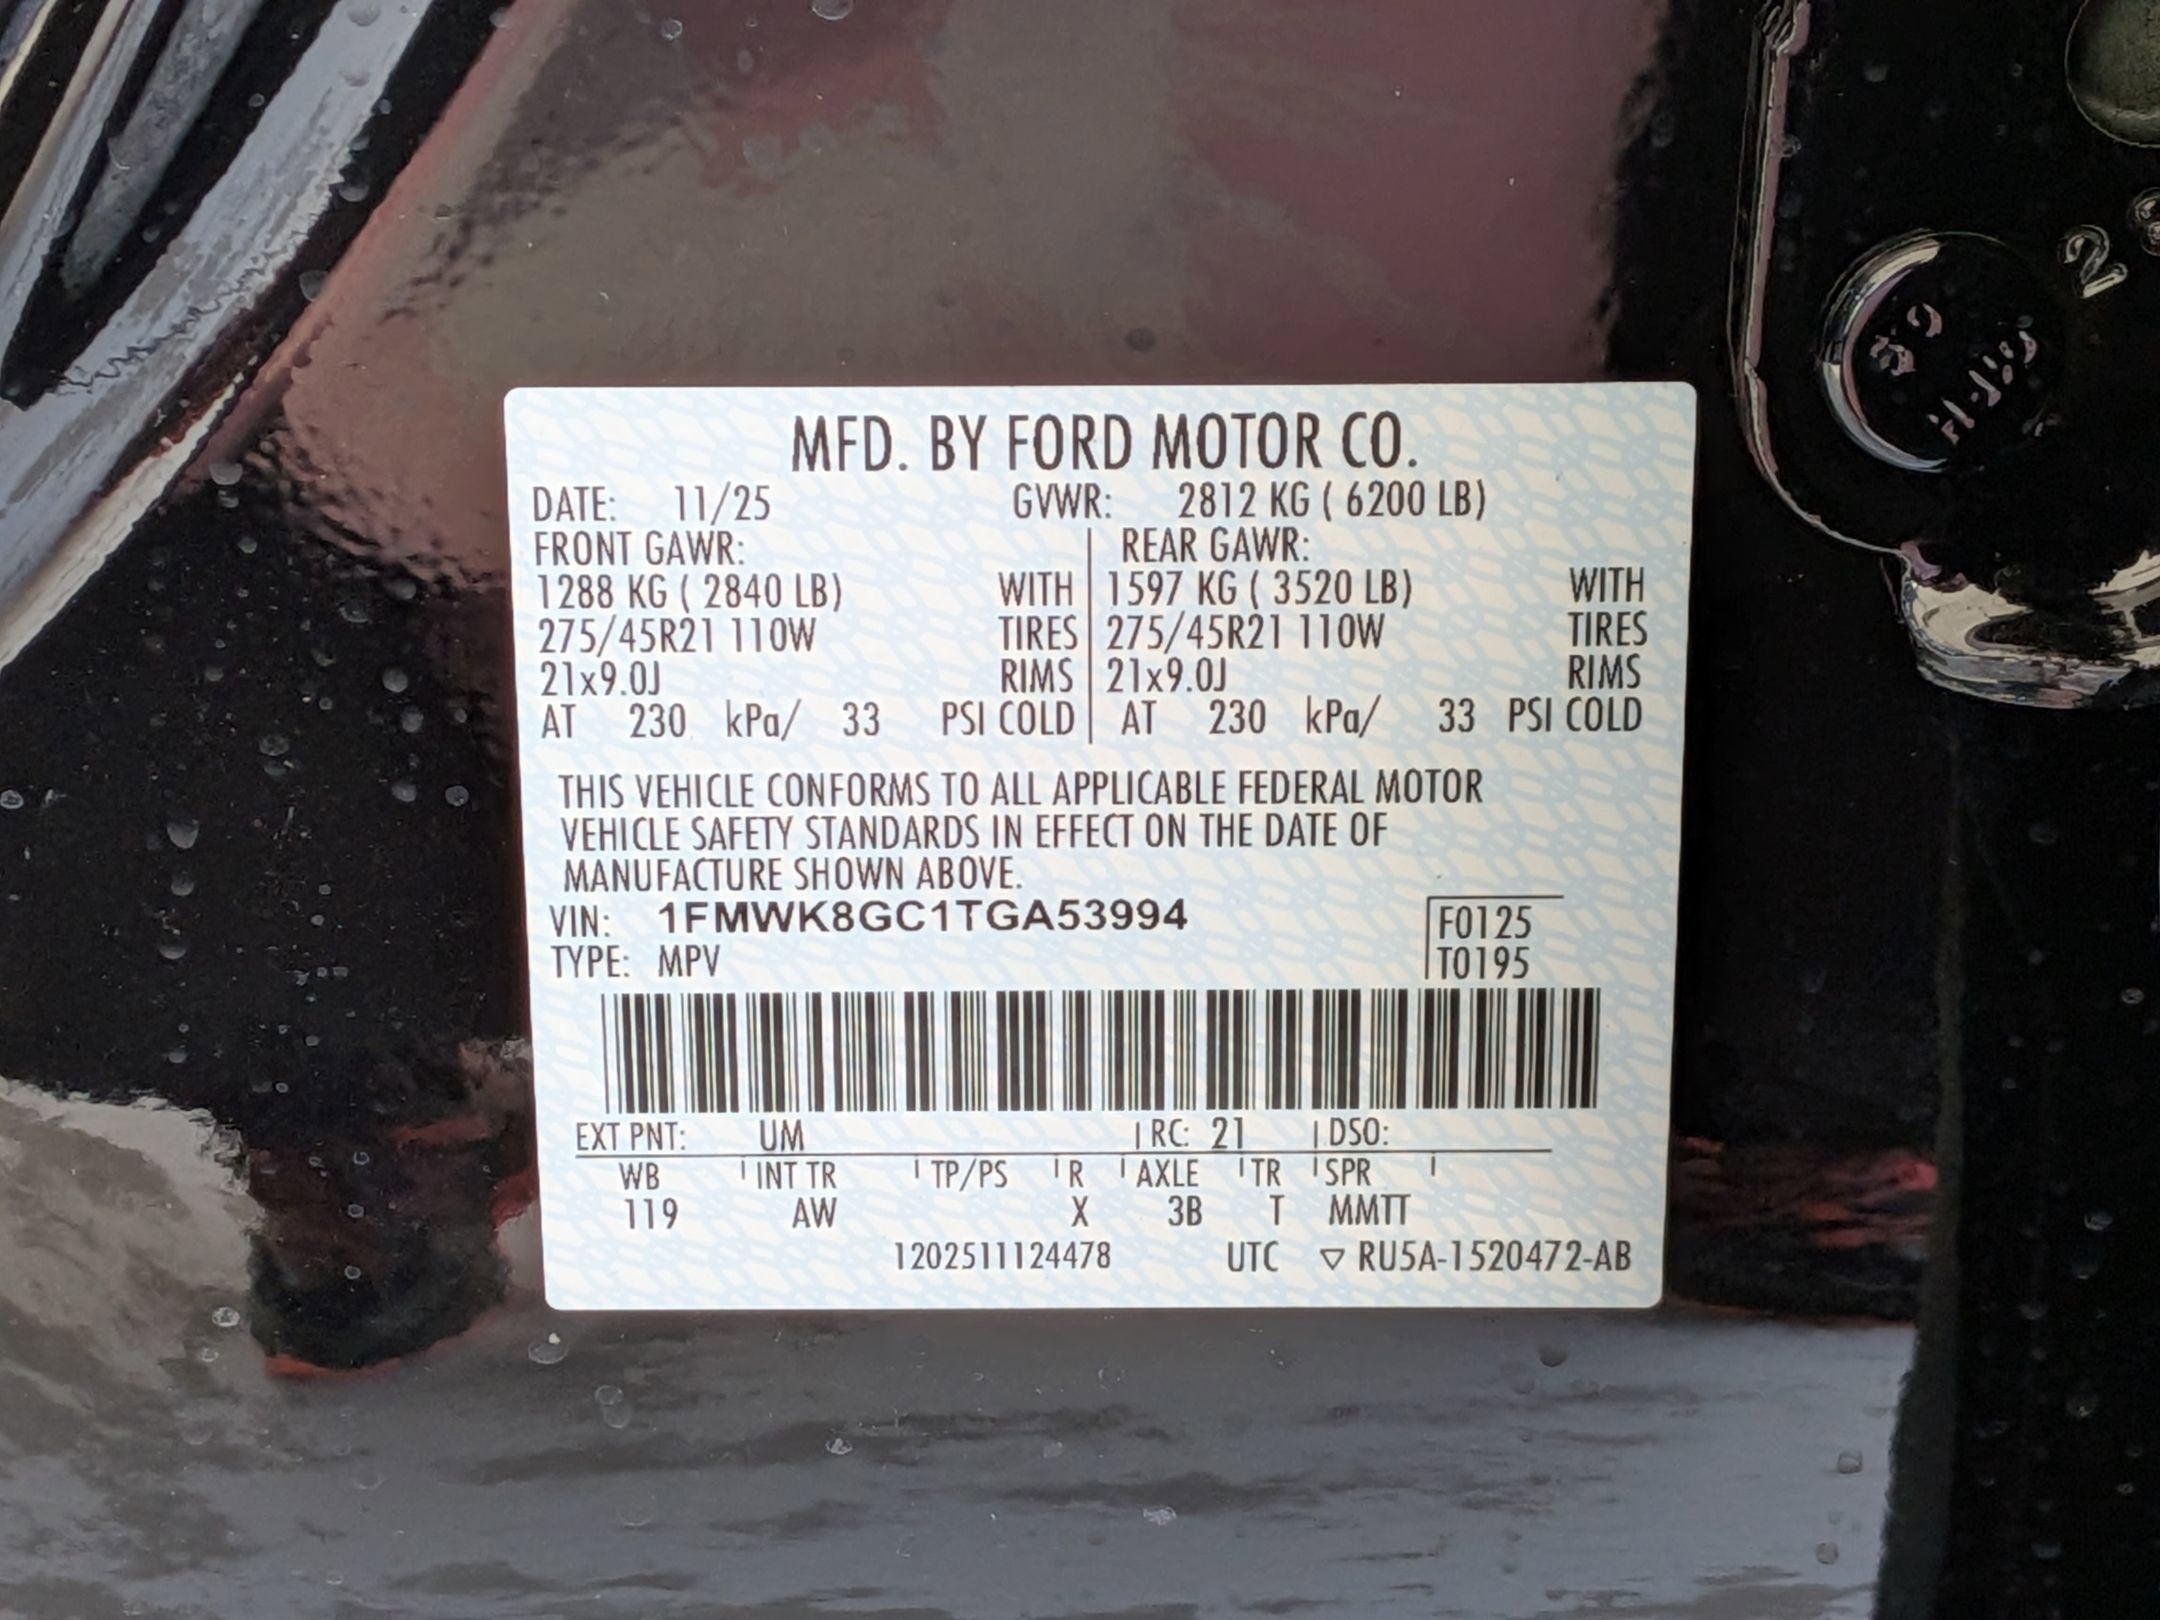 MFD. BY FORD MOTOR CO.
DATE: 11/25 GVWR: 2812 KG ( 6200 LB)
FRONT GAWR: REAR GAWR:
1288 KG ( 2840 LB) WITH 1597 KG ( 3520 LB) WITH
275/45R21 110W TIRES 275/45R21 110W TIRES
21x9.0J RIMS 21x9.0J RIMS
AT 230 kPa/ 33 PSI COLD AT 230 kPa/ 33 PSI COLD
THIS VEHICLE CONFORMS TO ALL APPLICABLE FEDERAL MOTOR
VEHICLE SAFETY STANDARDS IN EFFECT ON THE DATE OF
MANUFACTURE SHOWN ABOVE.
VIN: 1FMWK8GC1TGA53994 F0125
TYPE: MPV T0195
EXT PNT: UM RC: 21 DSO:
WB INT TR TP/PS R AXLE TR SPR
119 AW X 3B T MMTT
1202511124478 UTC ▽ RU5A-1520472-AB